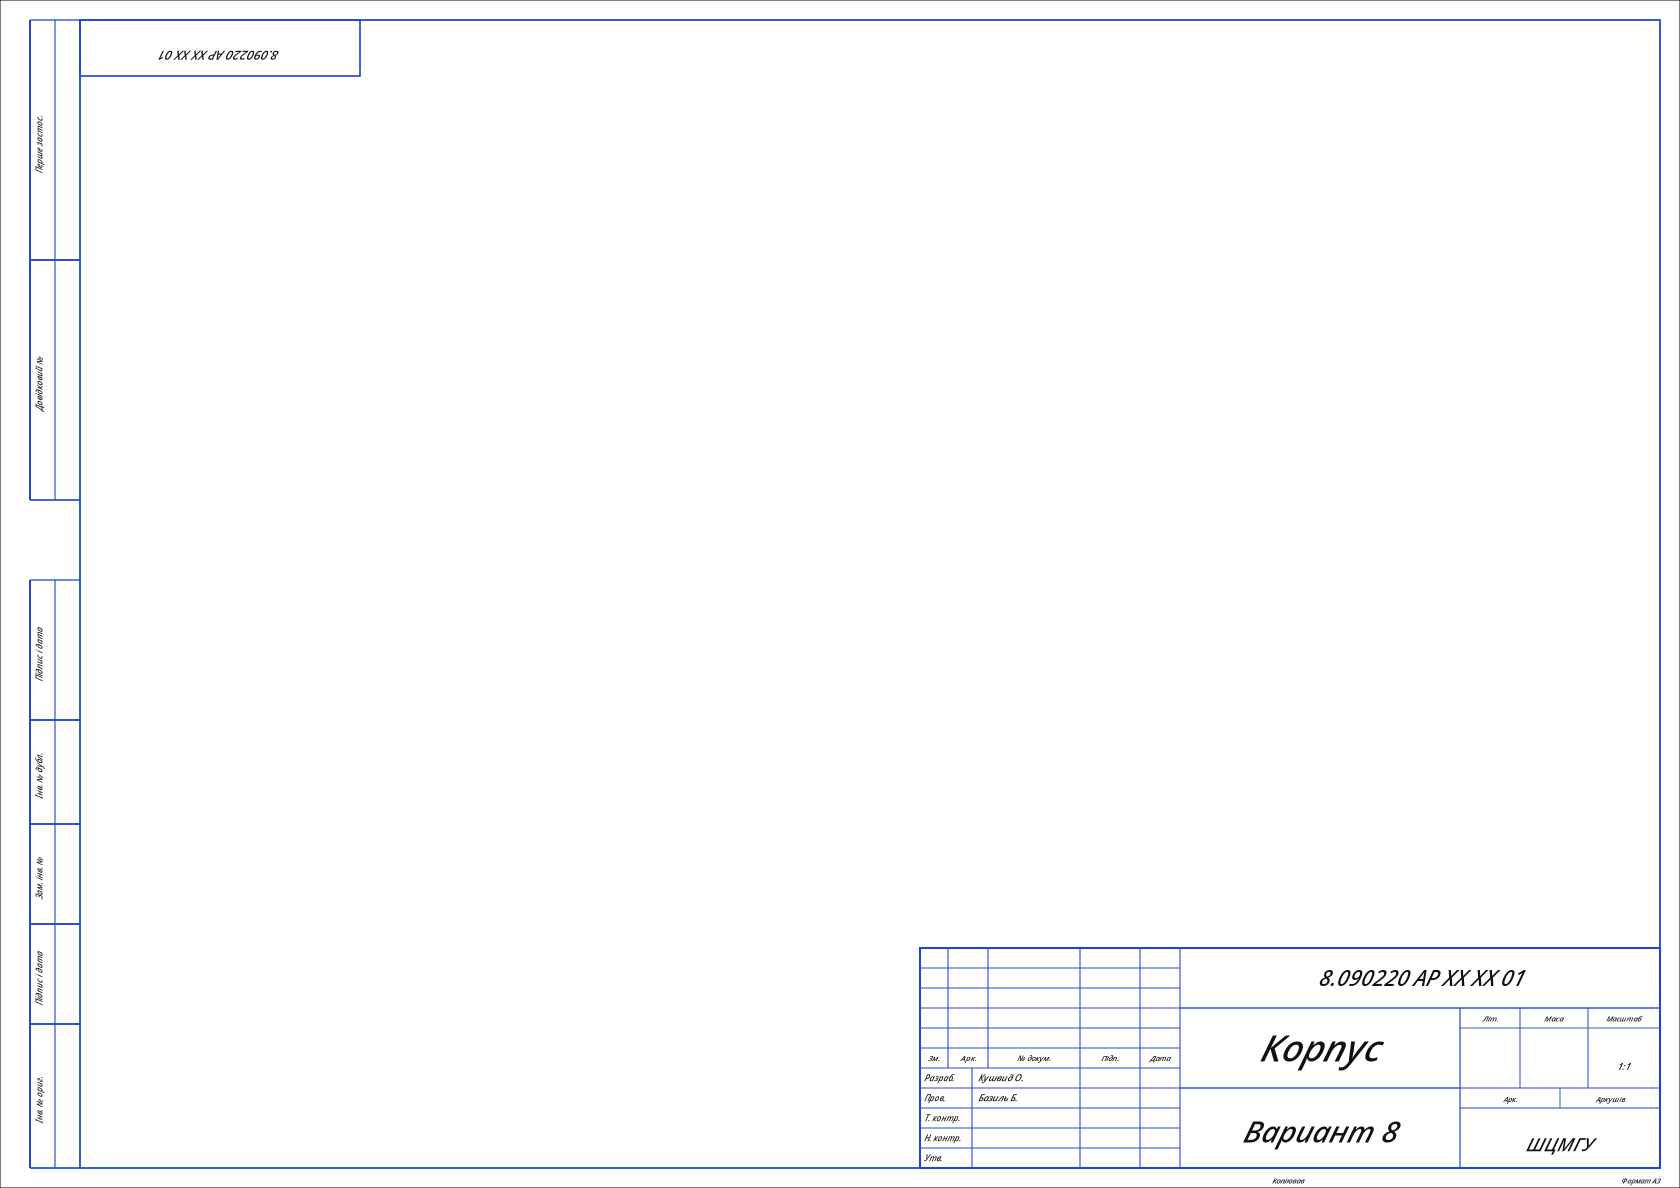 8.090220 АР ХХ ХХ 01
Перше застос.
Довідковий №
Підпис і дата
Інв. № дубл.
Зам. інв. №
Підпис і дата
Інв. № ориг.
8.090220 АР ХХ ХХ 01
Корпус
Літ. Маса Масштаб
1:1
Зм. Арк. № докум. Підп. Дата
Разраб. Кушвид О.
Пров. Базиль Б.
Т. контр.
Н. контр.
Утв.
Арк. Аркушів
Вариант 8
ШЦМГУ
Копіював Формат А3